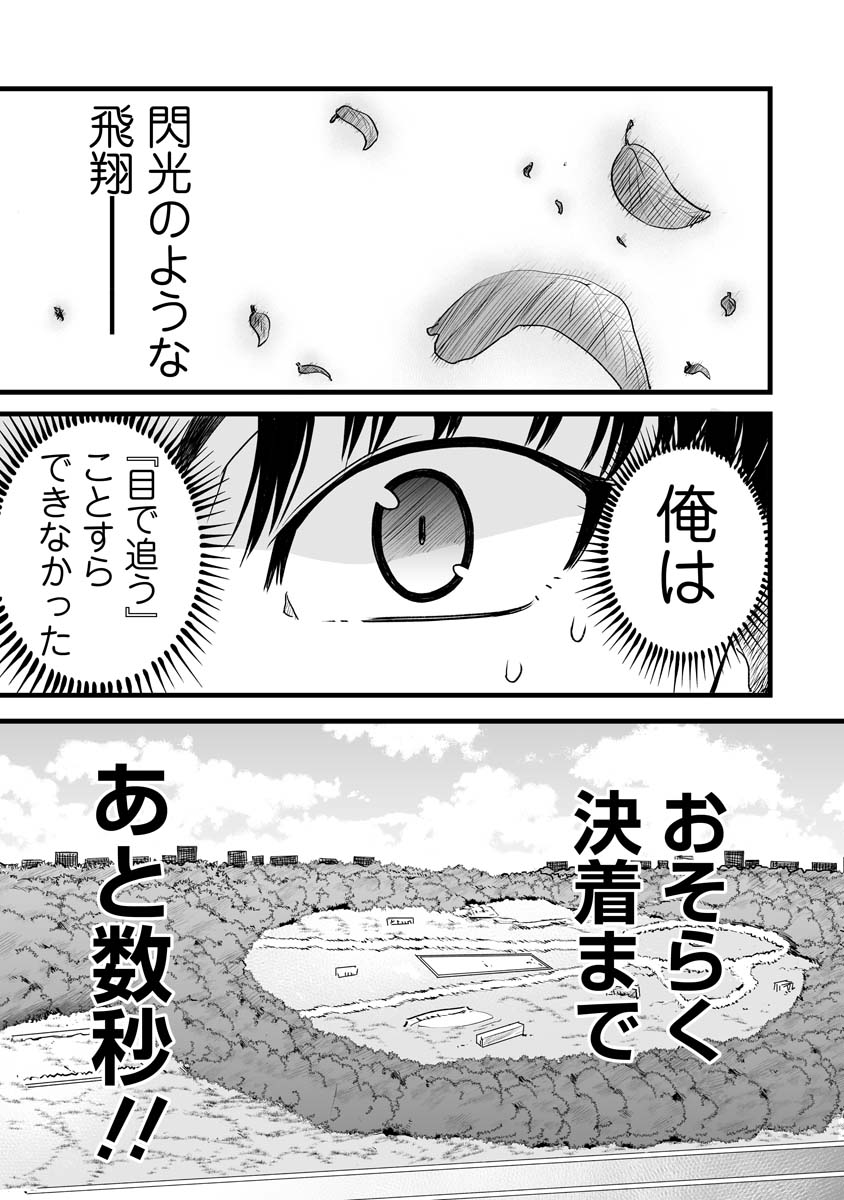 閃光のような
飛翔――
俺は
『目で追う』
ことすら
できなかった
おそらく
決着まで
あと数秒!!